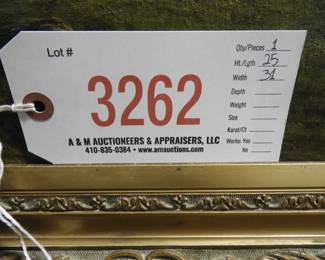 Lot #
3262
A & M AUCTIONEERS & APPRAISERS, LLC
410-835-0384 • www.amauctions.com
Qty/Pieces 1
Ht./Lgth 25
Width 31
Depth
Weight
Size
Karat/Ct
Works: Yes
No